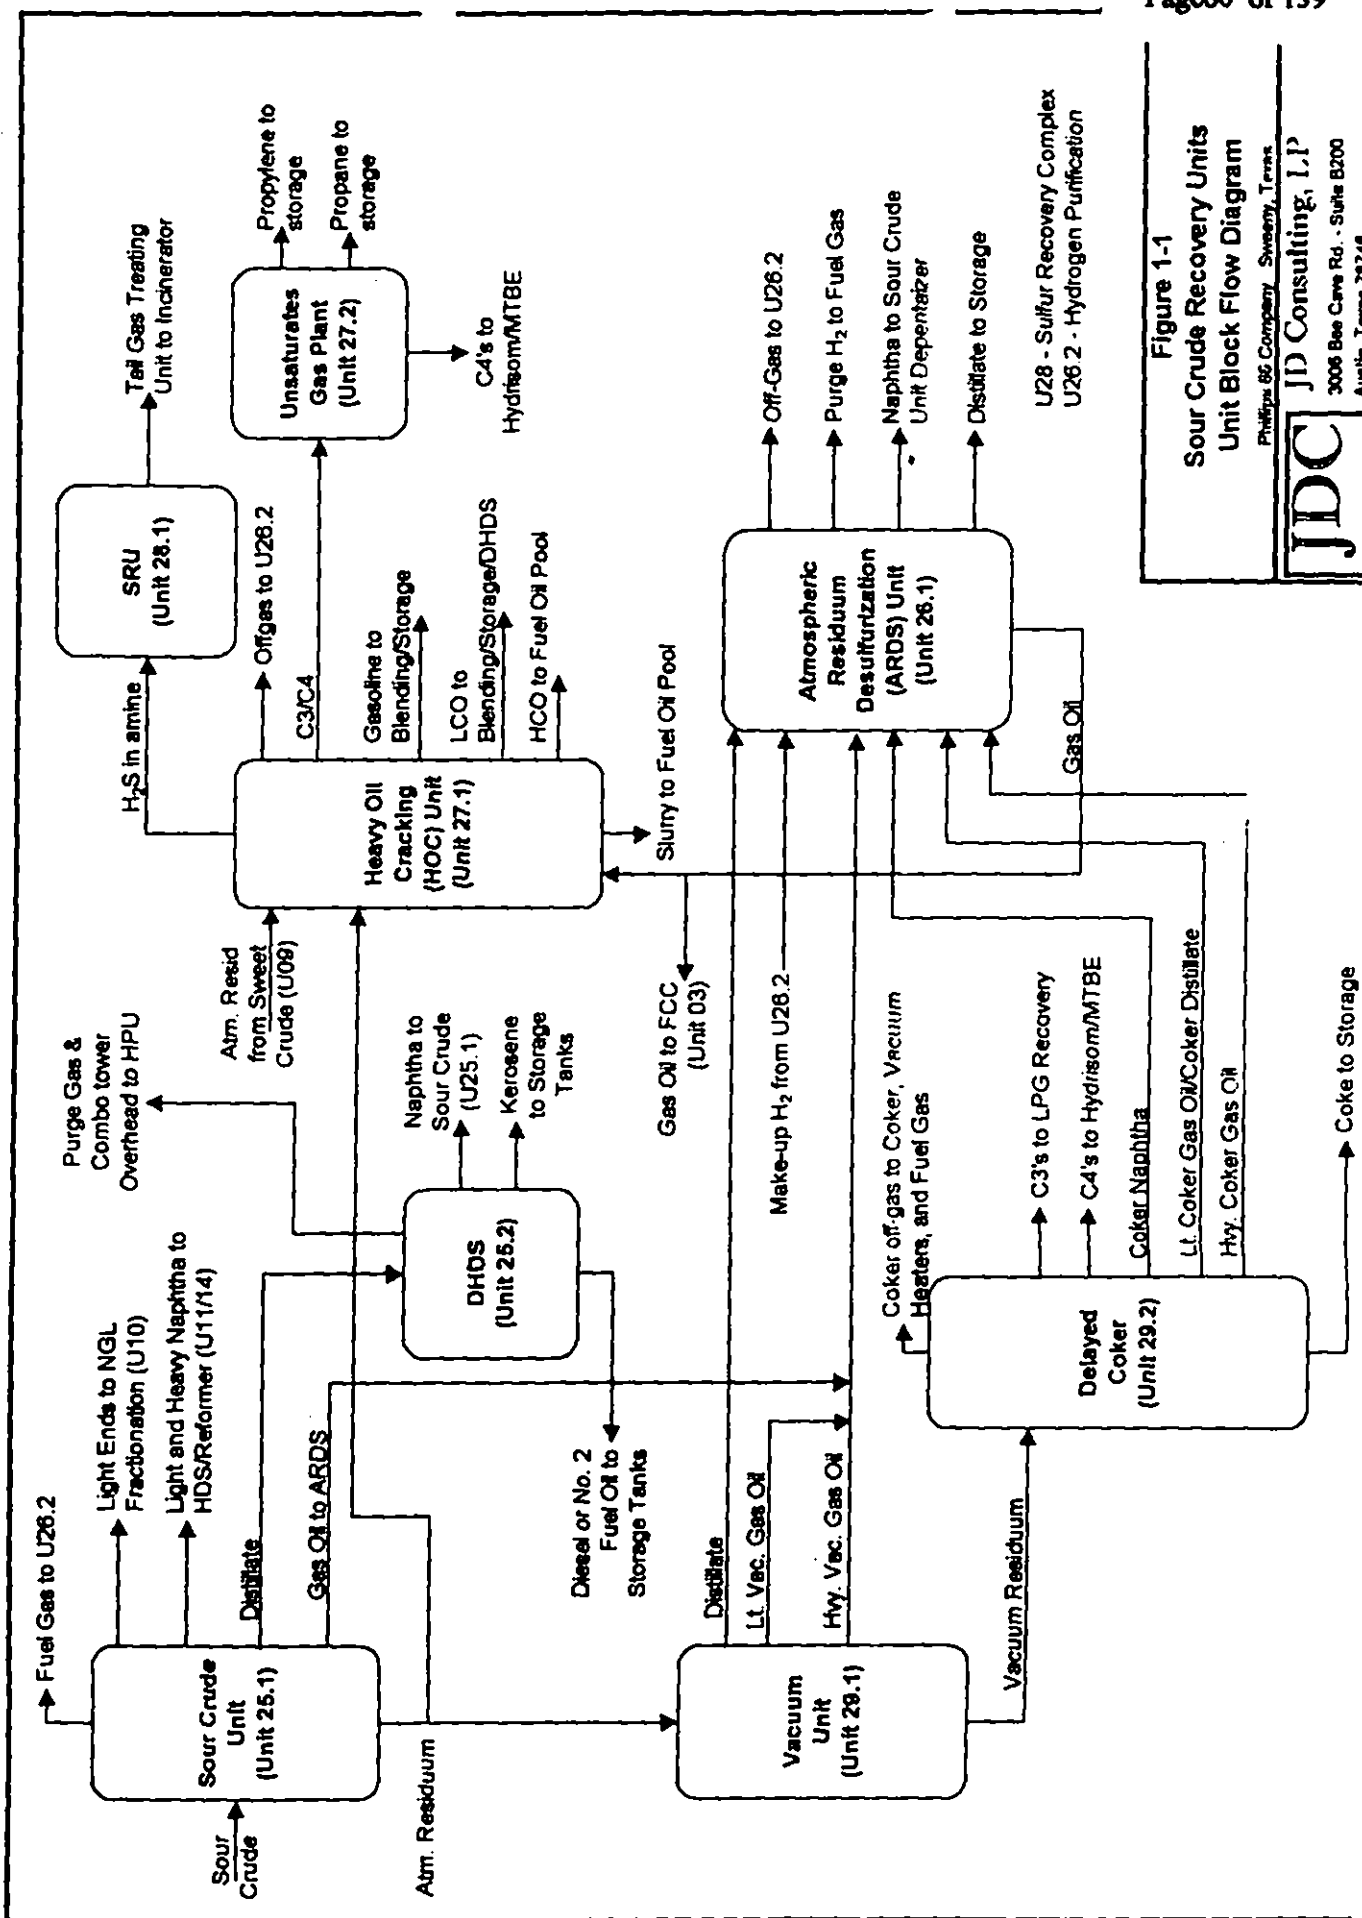 of 139
Fuel Gas to U26.2
Light Ends to NGL
Fractionation (U10)
Light and Heavy Naphtha to
HDS/Reformer (U11/14)
Distillate
Gas Oil to ARDS
Sour
Crude
Sour Crude
Unit
(Unit 25.1)
Atm. Residuum
Purge Gas &
Combo tower
Overhead to HPU
DHDS
(Unit 25.2)
Naphtha to
Sour Crude
(U25.1)
Kerosene
to Storage
Tanks
Diesel or No. 2
Fuel Oil to
Storage Tanks
Atm. Resid
from Sweet
Crude (U09)
H2S in amine
SRU
(Unit 28.1)
Tail Gas Treating
Unit to Incinerator
Heavy Oil
Cracking
(HOC) Unit
(Unit 27.1)
Offgas to U26.2
C3/C4
Gasoline to
Blending/Storage
LCO to
Blending/Storage/DHDS
HCO to Fuel Oil Pool
Slurry to Fuel Oil Pool
Unsaturates
Gas Plant
(Unit 27.2)
Propylene to
storage
Propane to
storage
C4's to
Hydrisom/MTBE
Gas Oil to FCC
(Unit 03)
Make-up H2 from U26.2
Vacuum
Unit
(Unit 29.1)
Distillate
Lt. Vac. Gas Oil
Hvy. Vac. Gas Oil
Vacuum Residuum
Coker off-gas to Coker, Vacuum
Heaters, and Fuel Gas
Delayed
Coker
(Unit 29.2)
C3's to LPG Recovery
C4's to Hydrisom/MTBE
Coker Naphtha
Lt. Coker Gas Oil/Coker Distillate
Hvy. Coker Gas Oil
Coke to Storage
Atmospheric
Residuum
Desulfurization
(ARDS) Unit
(Unit 26.1)
Gas Oil
Off-Gas to U26.2
Purge H2 to Fuel Gas
Naphtha to Sour Crude
Unit Depentaizer
Distillate to Storage
U28 - Sulfur Recovery Complex
U26.2 - Hydrogen Purification
Figure 1-1
Sour Crude Recovery Units
Unit Block Flow Diagram
Phillips 66 Company Sweeny, Texas
JDC
JD Consulting, LP
3006 Bee Cave Rd. - Suite B200
Austin, Texas